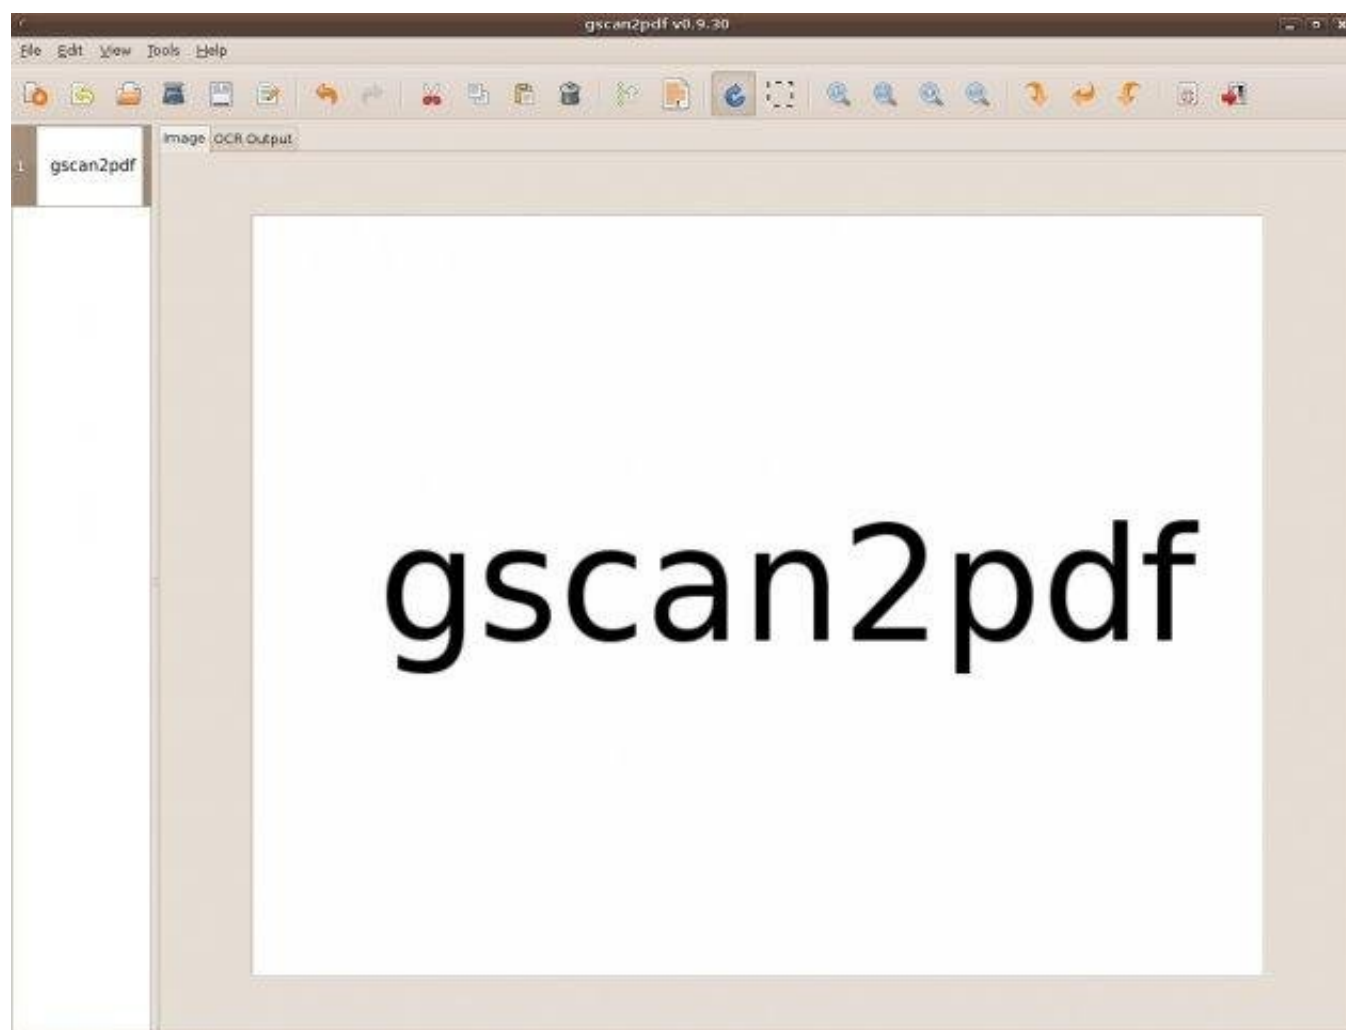 gscan2pdf v0.9.30
File Edit View Tools Help
Image OCR Output
1 gscan2pdf
gscan2pdf